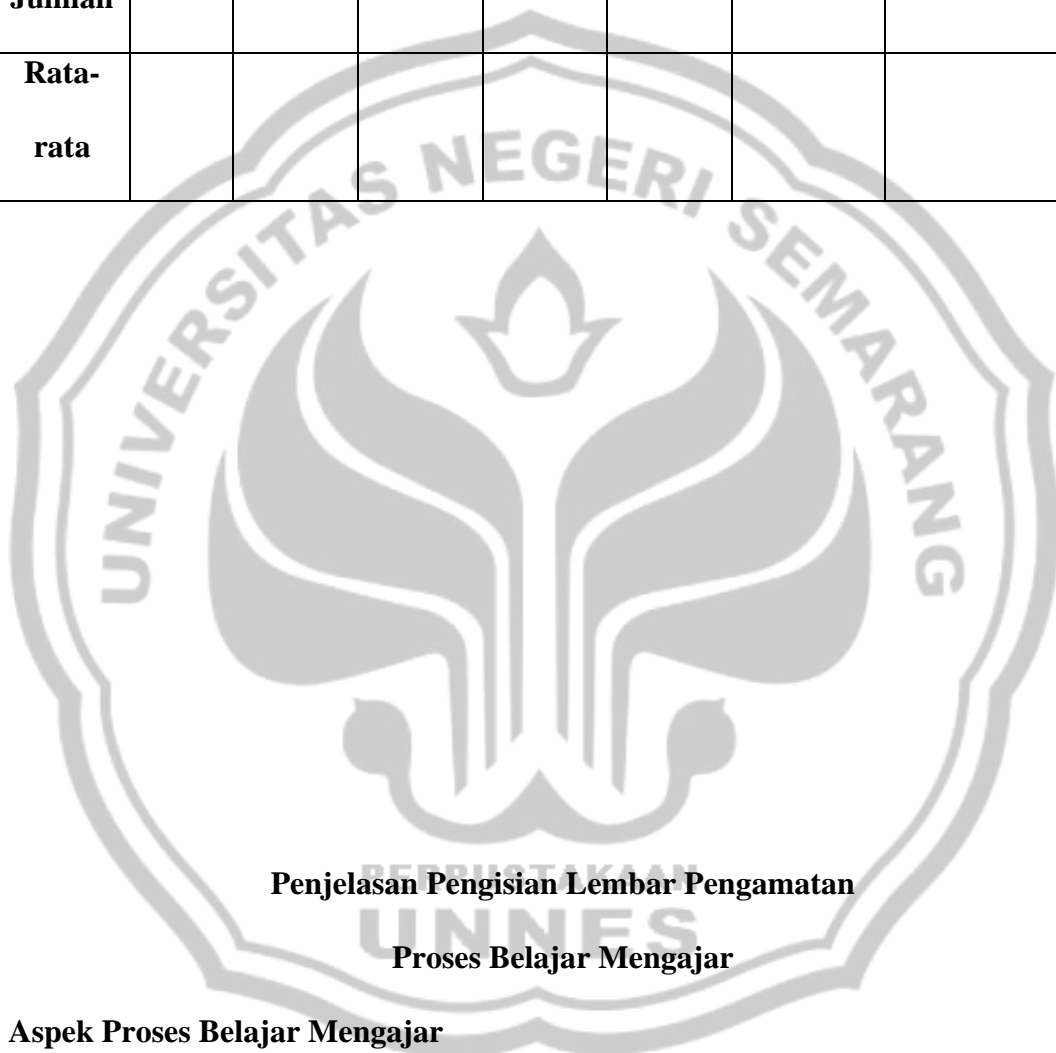 Jumlah
Rata-
rata
UNIVERSITAS NEGERI SEMARANG
PERPUSTAKAAN
UNNES
Penjelasan Pengisian Lembar Pengamatan
Proses Belajar Mengajar
Aspek Proses Belajar Mengajar